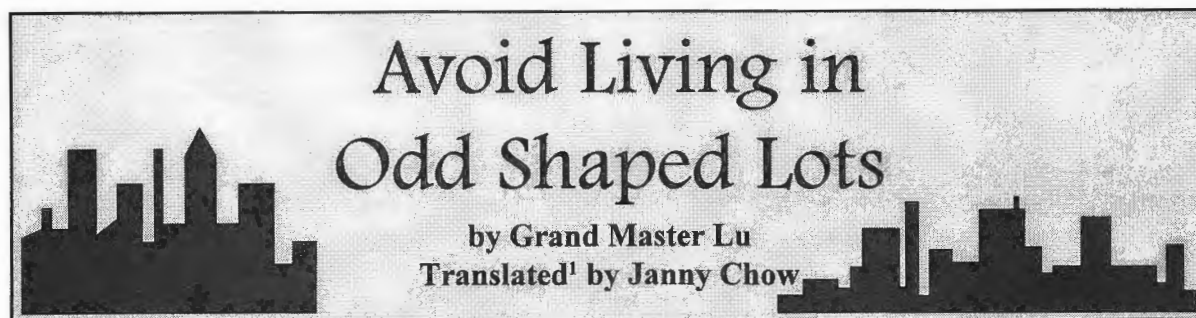 Avoid Living in
Odd Shaped Lots
by Grand Master Lu
Translated¹ by Janny Chow